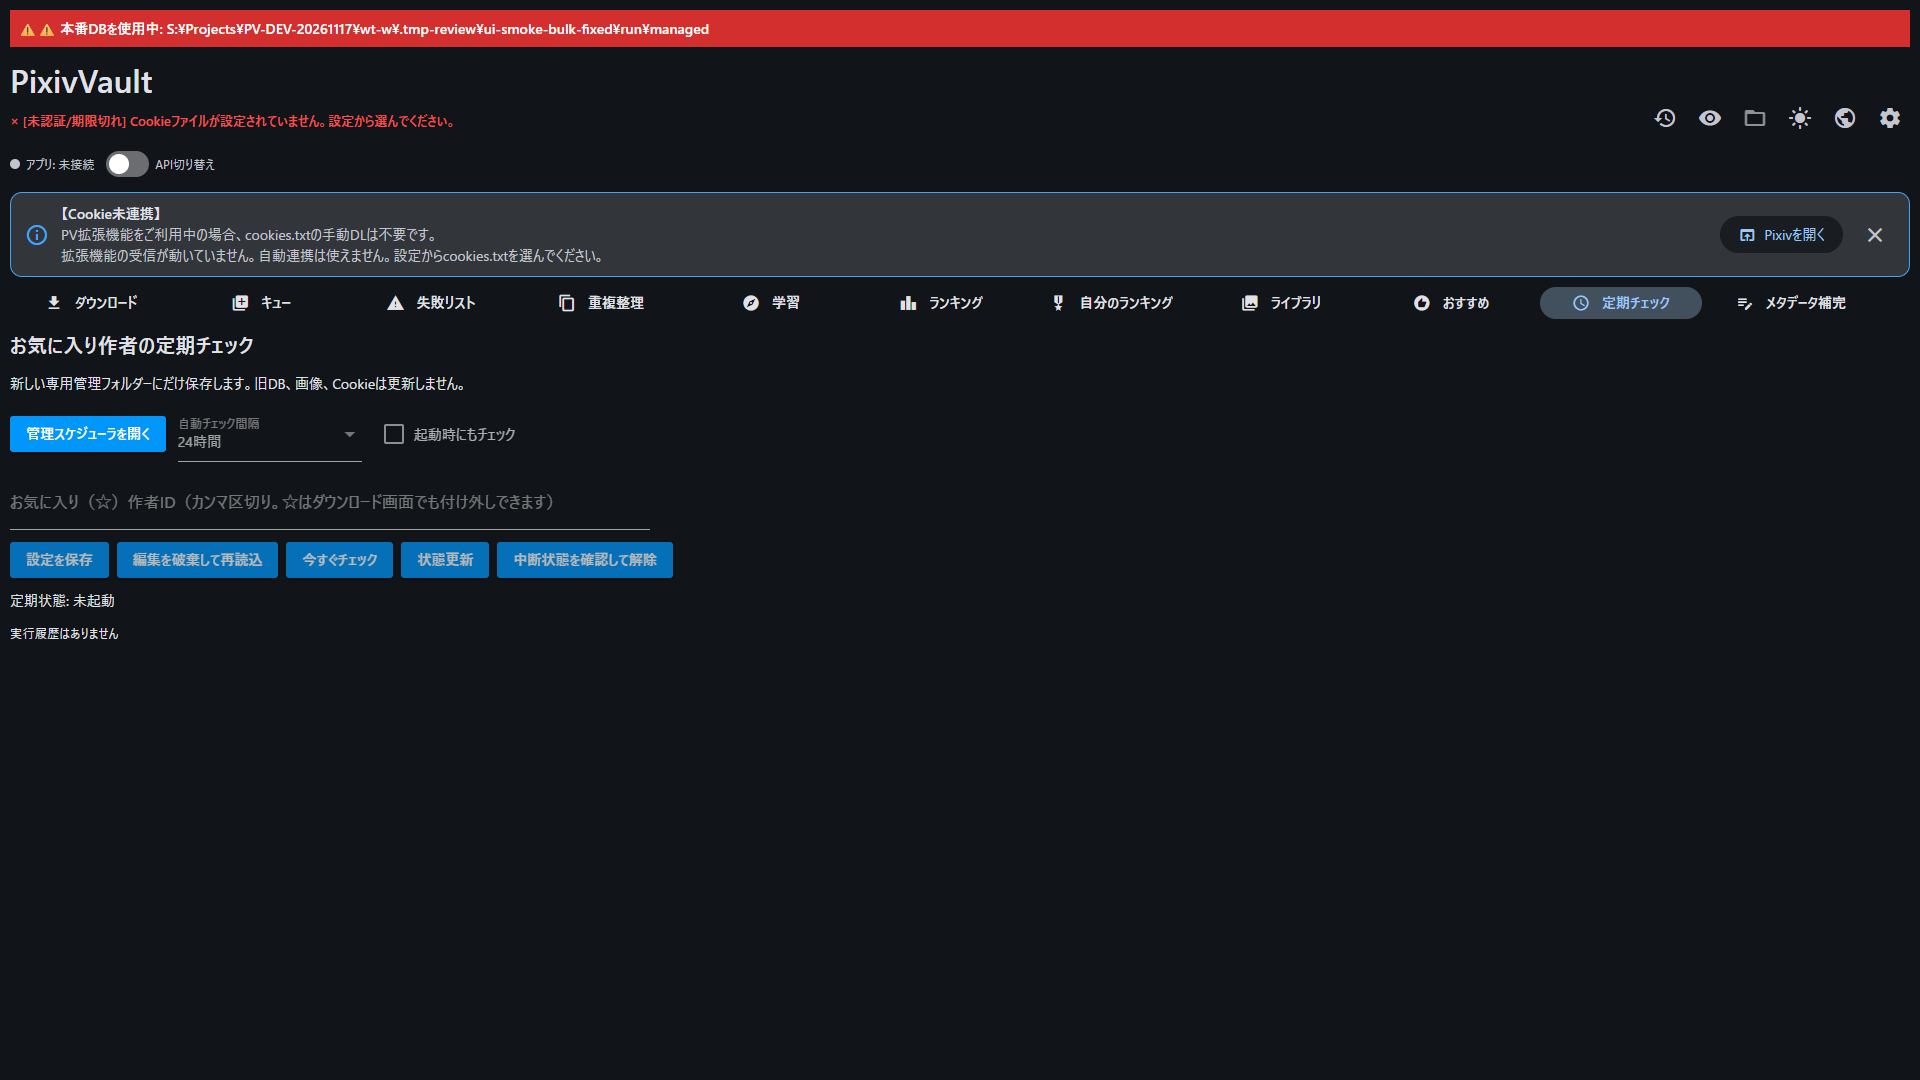 本番DBを使用中: S:¥Projects¥PV-DEV-20261117¥wt-w¥.tmp-review¥ui-smoke-bulk-fixed¥run¥managed
PixivVault
× [未認証/期限切れ] Cookieファイルが設定されていません。設定から選んでください。
アプリ: 未接続
API切り替え
【Cookie未連携】
PV拡張機能をご利用中の場合、cookies.txtの手動DLは不要です。
拡張機能の受信が動いていません。自動連携は使えません。設定からcookies.txtを選んでください。
Pixivを開く
ダウンロード
キュー
失敗リスト
重複整理
学習
ランキング
自分のランキング
ライブラリ
おすすめ
定期チェック
メタデータ補完
お気に入り作者の定期チェック
新しい専用管理フォルダーにだけ保存します。旧DB、画像、Cookieは更新しません。
管理スケジューラを開く
自動チェック間隔
24時間
起動時にもチェック
お気に入り（☆）作者ID（カンマ区切り。☆はダウンロード画面でも付け外しできます）
設定を保存
編集を破棄して再読込
今すぐチェック
状態更新
中断状態を確認して解除
定期状態: 未起動
実行履歴はありません